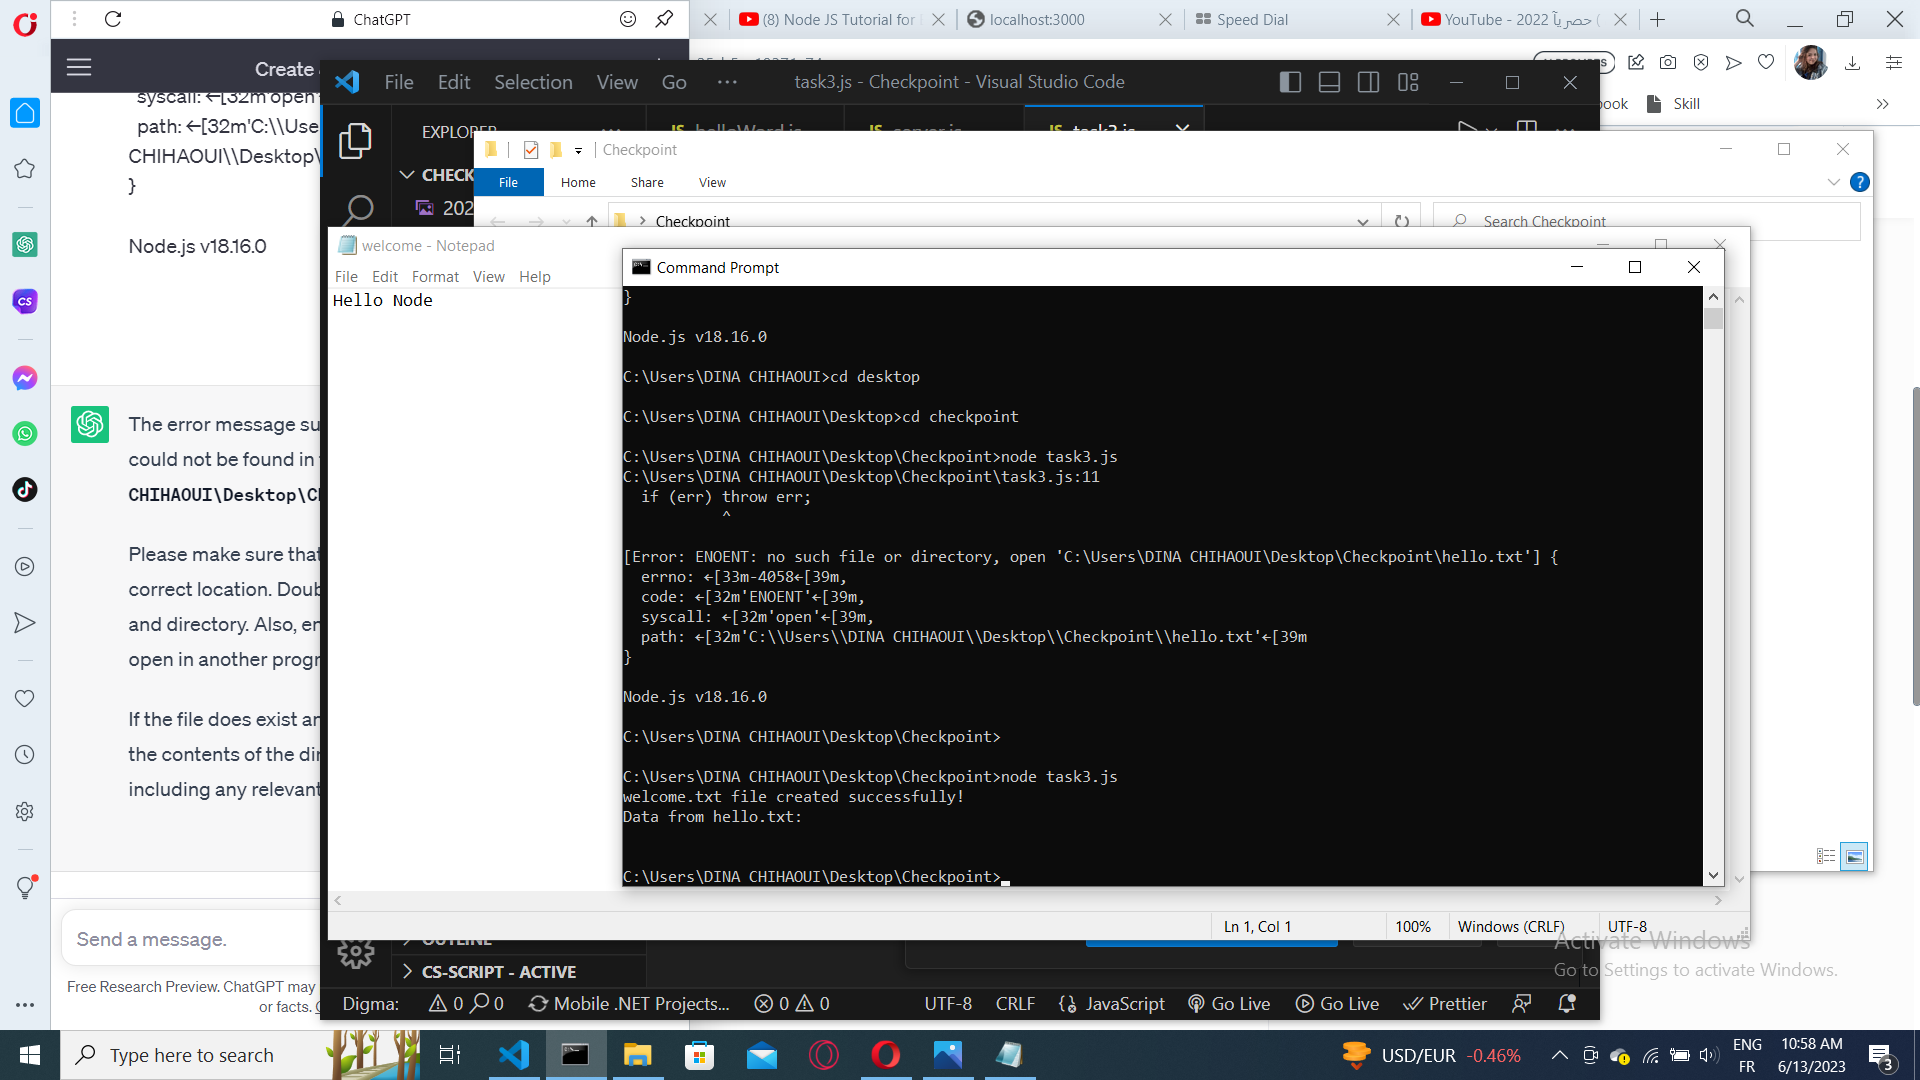 ChatGPT
(8) Node JS Tutorial for
localhost:3000
Speed Dial
YouTube - 2022 حصريآ (
Create
File Edit Selection View Go ··· task3.js - Checkpoint - Visual Studio Code
ook
Skill
syscall: ←[32m'open'
path: ←[32m'C:\\Use
CHIHAOUI\\Desktop\
}
Node.js v18.16.0
EXPLORER
helloWord.js
server.js
JS task3.js
CHECK
202
Checkpoint
File Home Share View
Checkpoint
Search Checkpoint
welcome - Notepad
File Edit Format View Help
Hello Node
Command Prompt
}
Node.js v18.16.0
C:\Users\DINA CHIHAOUI>cd desktop
C:\Users\DINA CHIHAOUI\Desktop>cd checkpoint
C:\Users\DINA CHIHAOUI\Desktop\Checkpoint>node task3.js
C:\Users\DINA CHIHAOUI\Desktop\Checkpoint\task3.js:11
if (err) throw err;
^
[Error: ENOENT: no such file or directory, open 'C:\Users\DINA CHIHAOUI\Desktop\Checkpoint\hello.txt'] {
errno: ←[33m-4058←[39m,
code: ←[32m'ENOENT'←[39m,
syscall: ←[32m'open'←[39m,
path: ←[32m'C:\\Users\\DINA CHIHAOUI\\Desktop\\Checkpoint\\hello.txt'←[39m
}
Node.js v18.16.0
C:\Users\DINA CHIHAOUI\Desktop\Checkpoint>
C:\Users\DINA CHIHAOUI\Desktop\Checkpoint>node task3.js
welcome.txt file created successfully!
Data from hello.txt:
C:\Users\DINA CHIHAOUI\Desktop\Checkpoint>
The error message su
could not be found in
CHIHAOUI\Desktop\C
Please make sure that
correct location. Doub
and directory. Also, en
open in another progr
If the file does exist an
the contents of the dir
including any relevant
Send a message.
Free Research Preview. ChatGPT may
or facts.
Ln 1, Col 1 100% Windows (CRLF) UTF-8
OUTLINE
CS-SCRIPT - ACTIVE
Activate Windows
Go to Settings to activate Windows.
Digma: 0 0 Mobile .NET Projects... 0 0 UTF-8 CRLF JavaScript Go Live Go Live Prettier
Type here to search
USD/EUR -0.46%
ENG
FR
10:58 AM
6/13/2023
3